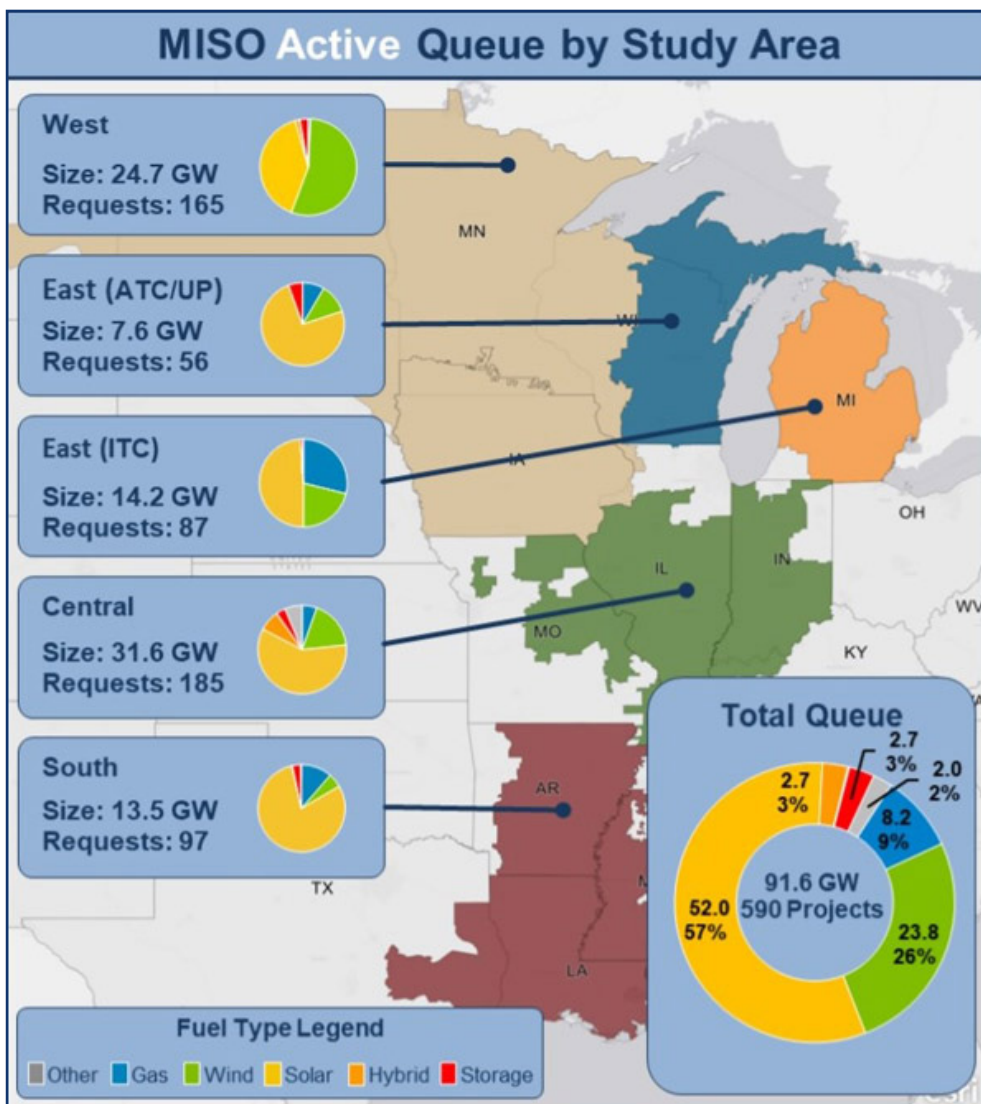 MISO Active Queue by Study Area
West
Size: 24.7 GW
Requests: 165
East (ATC/UP)
Size: 7.6 GW
Requests: 56
East (ITC)
Size: 14.2 GW
Requests: 87
Central
Size: 31.6 GW
Requests: 185
South
Size: 13.5 GW
Requests: 97
MN
IA
MI
OH
IL
IN
MO
WV
KY
AR
TX
LA
Total Queue
2.7
3%
2.7
3%
2.0
2%
8.2
9%
91.6 GW
590 Projects
52.0
57%
23.8
26%
Fuel Type Legend
Other Gas Wind Solar Hybrid Storage
esri